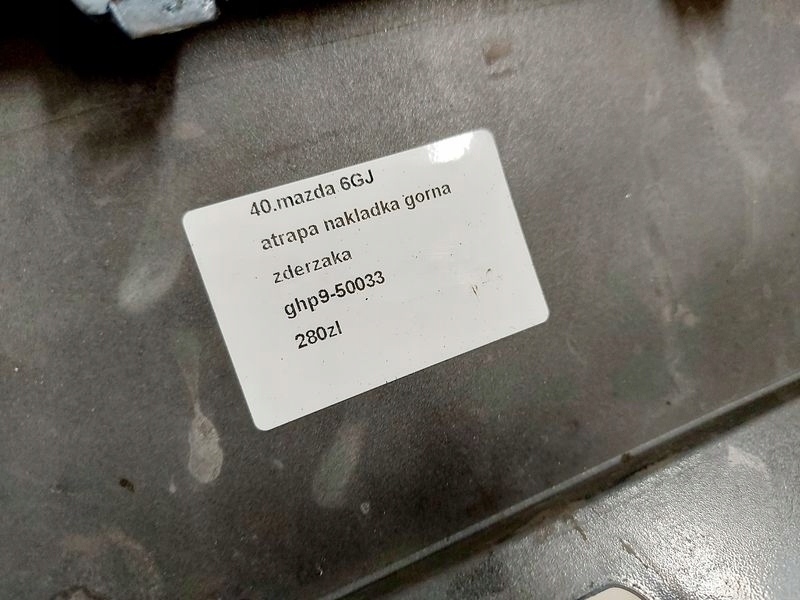 40.mazda 6GJ
atrapa nakladka gorna
zderzaka
ghp9-50033
280zl